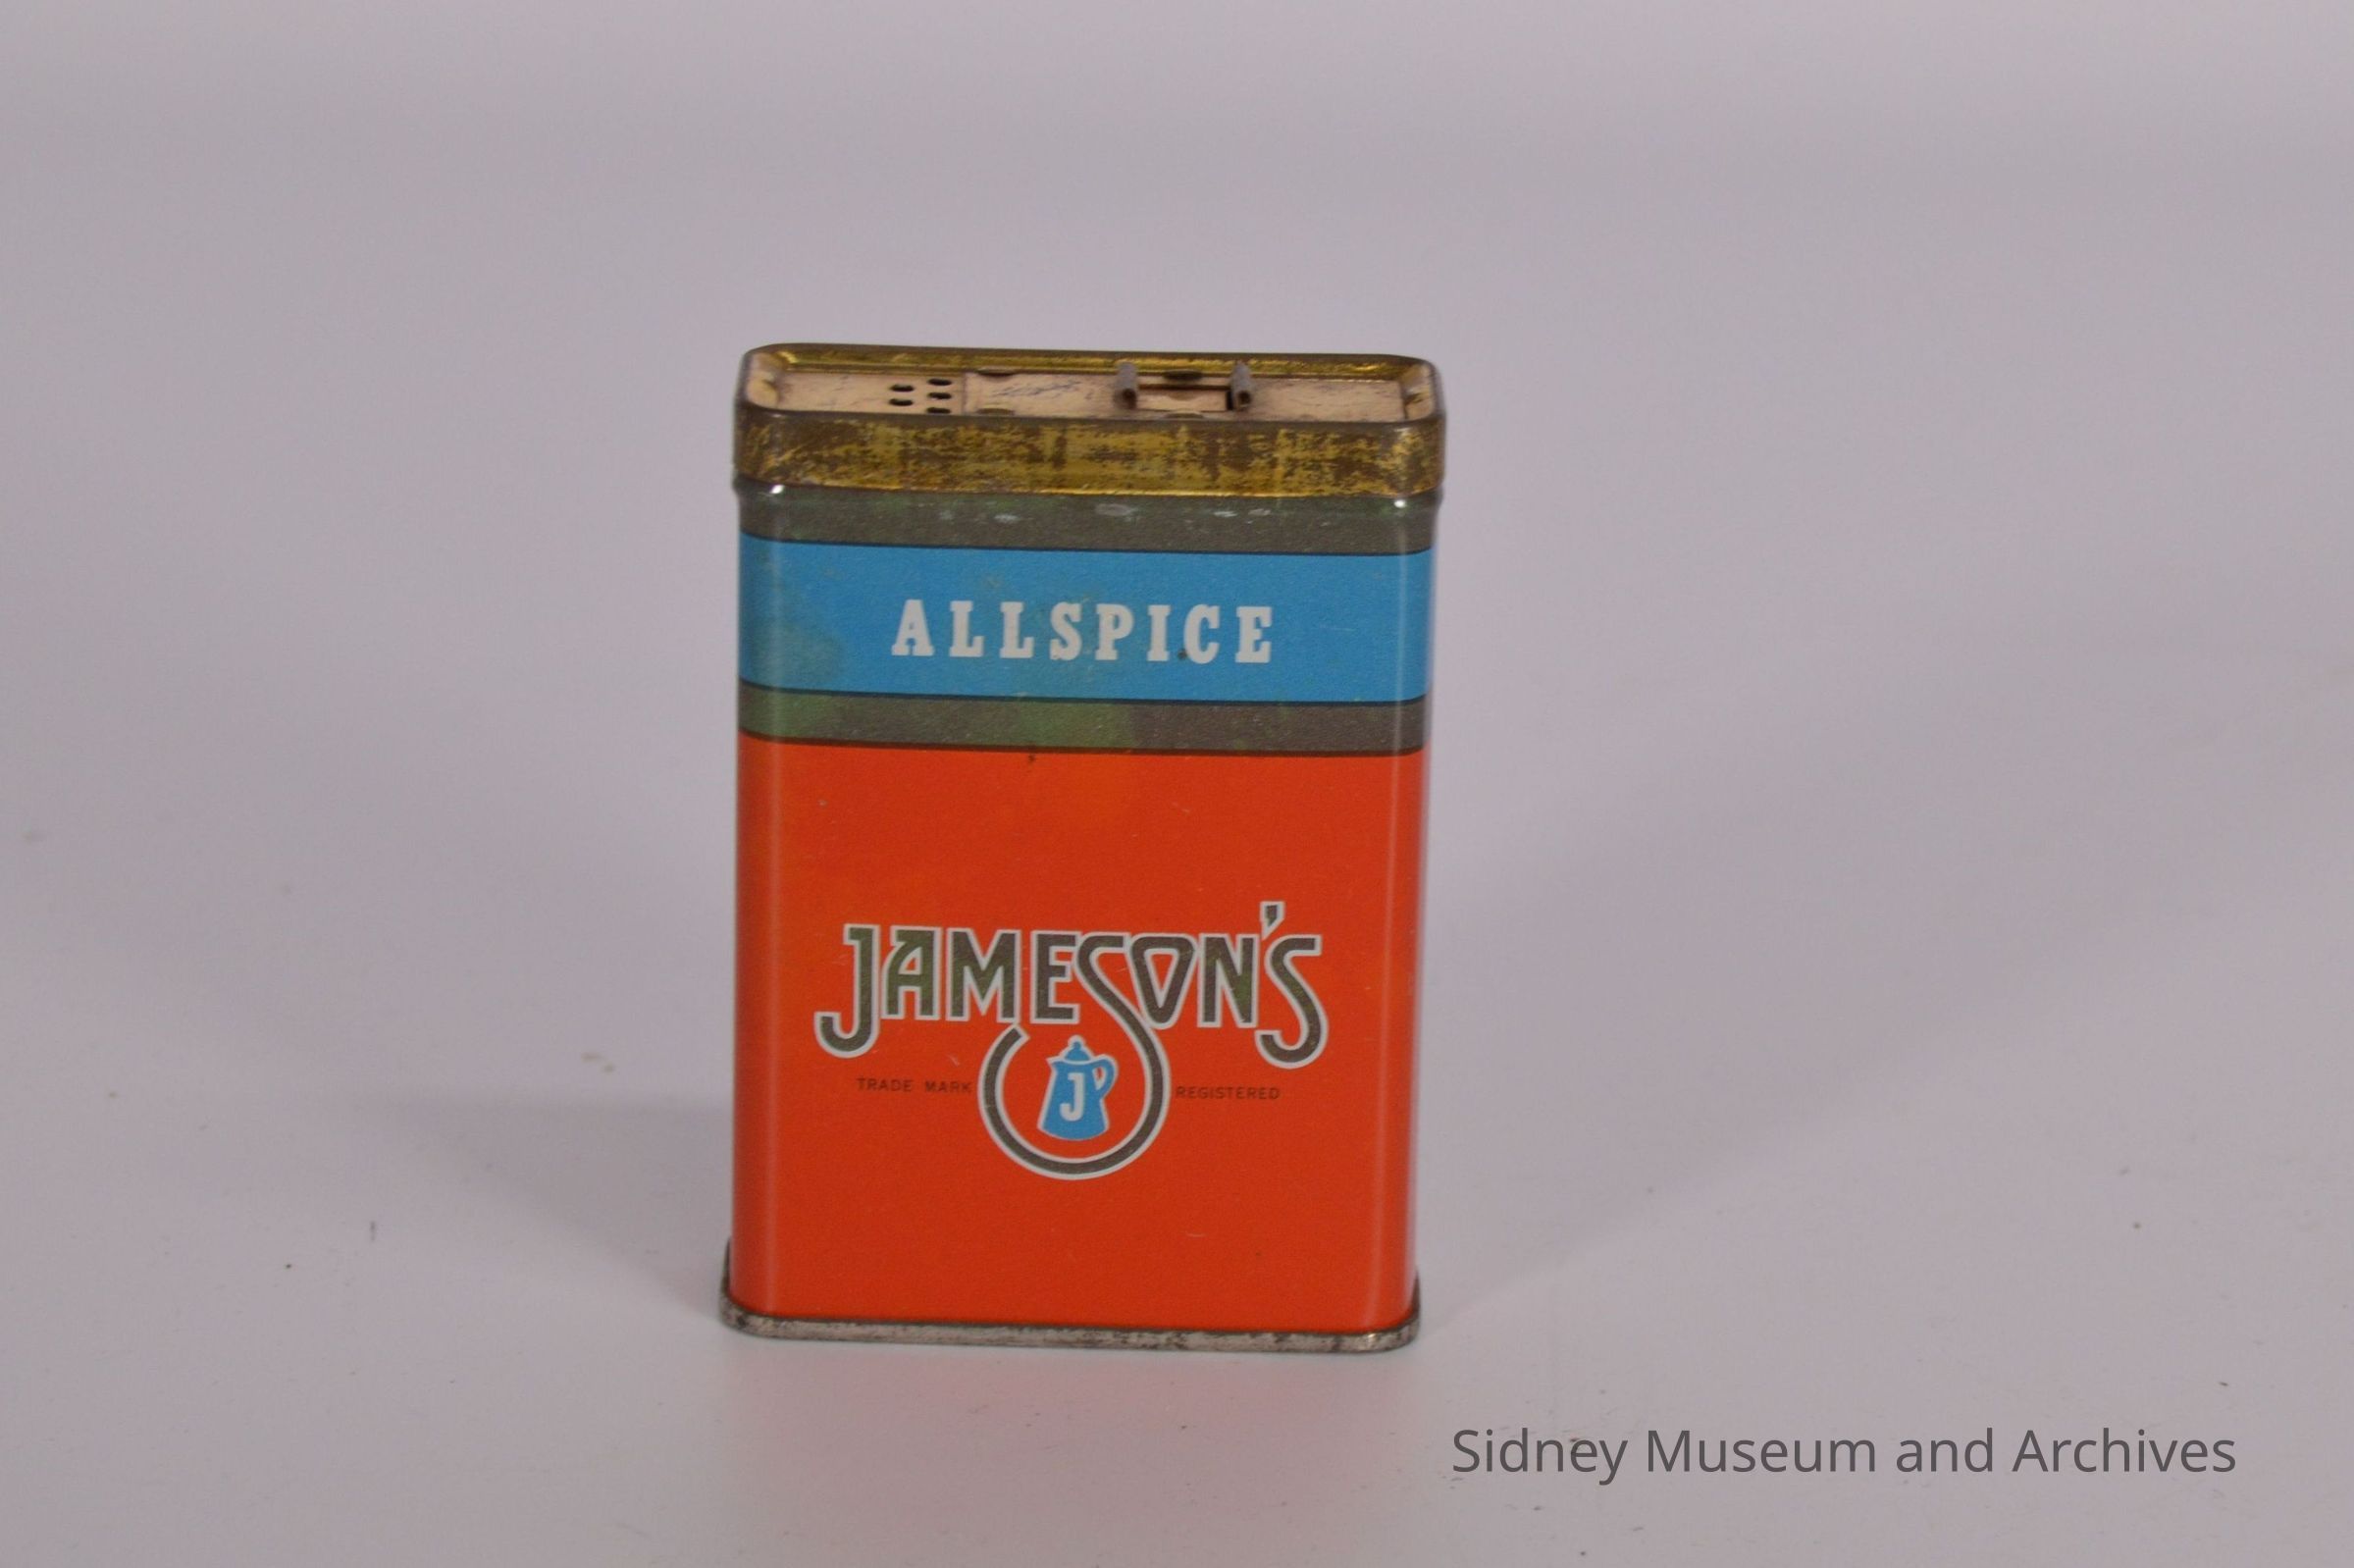 ALLSPICE
JAMESON'S
TRADE MARK REGISTERED
J
Sidney Museum and Archives